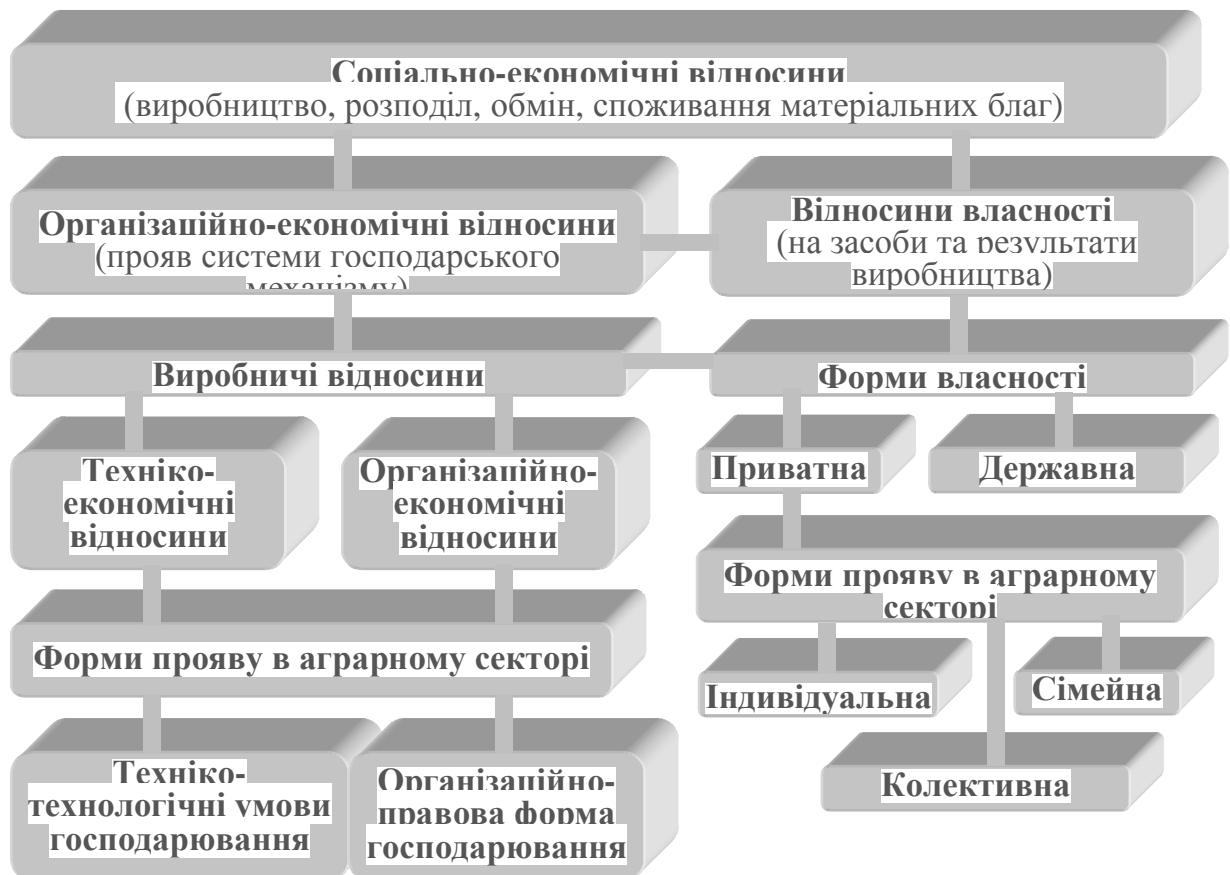 Соціально-економічні відносини
(виробництво, розподіл, обмін, споживання матеріальних благ)
Організаційно-економічні відносини
(прояв системи господарського
механізму)
Відносини власності
(на засоби та результати
виробництва)
Виробничі відносини
Форми власності
Техніко-
економічні
відносини
Організаційно-
економічні
відносини
Приватна
Державна
Форми прояву в аграрному
секторі
Форми прояву в аграрному секторі
Індивідуальна
Сімейна
Колективна
Техніко-
технологічні умови
господарювання
Організаційно-
правова форма
господарювання